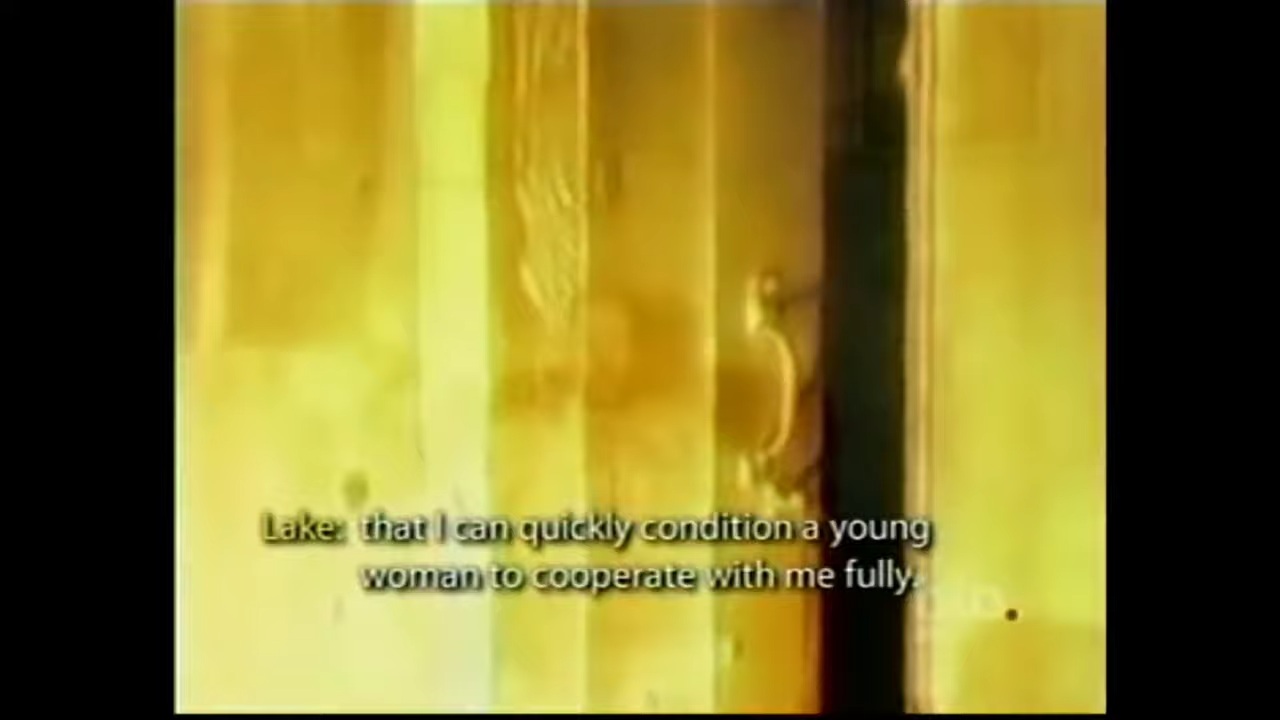 Lake: that I can quickly condition a young
woman to cooperate with me fully.